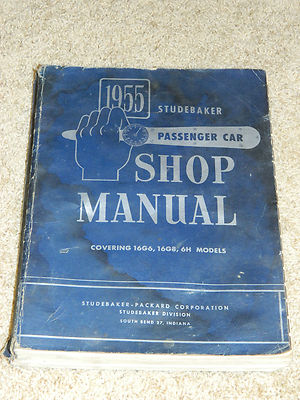 1955
STUDEBAKER
PASSENGER CAR
SHOP
MANUAL
COVERING 16G6, 16G8, 6H MODELS
STUDEBAKER-PACKARD CORPORATION
STUDEBAKER DIVISION
SOUTH BEND 27, INDIANA